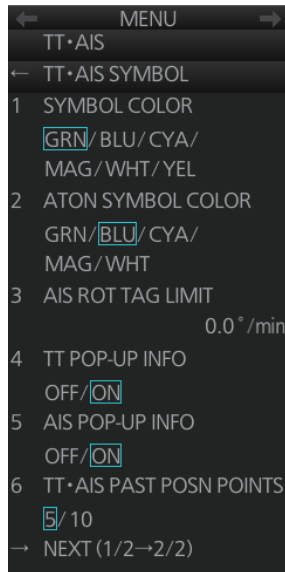 ← MENU →
TT•AIS
← TT•AIS SYMBOL
1 SYMBOL COLOR
GRN/BLU/CYA/
MAG/WHT/YEL
2 ATON SYMBOL COLOR
GRN/BLU/CYA/
MAG/WHT
3 AIS ROT TAG LIMIT
0.0˚/min
4 TT POP-UP INFO
OFF/ON
5 AIS POP-UP INFO
OFF/ON
6 TT•AIS PAST POSN POINTS
5/10
→ NEXT (1/2→2/2)